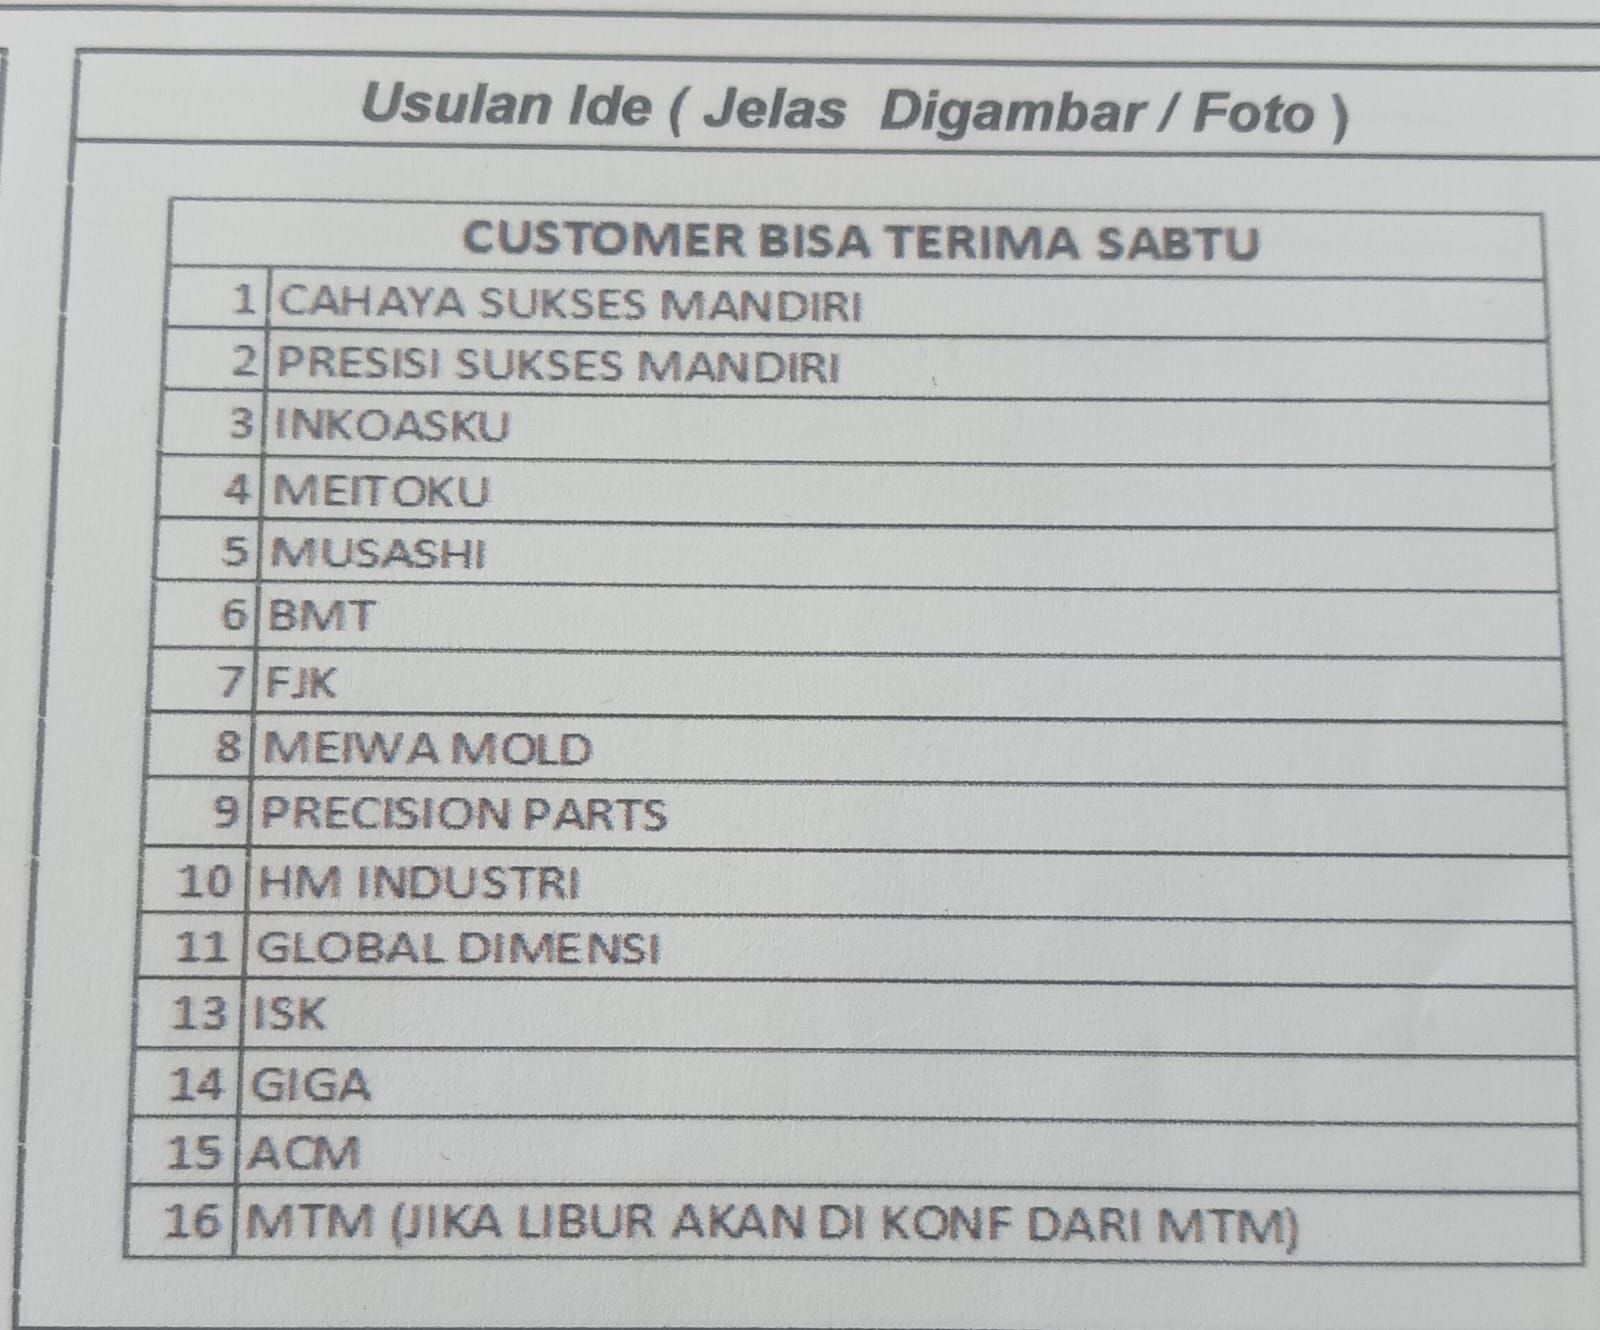 Usulan Ide ( Jelas Digambar / Foto )
CUSTOMER BISA TERIMA SABTU
1 CAHAYA SUKSES MANDIRI
2 PRESISI SUKSES MANDIRI
3 INKOASKU
4 MEITOKU
5 MUSASHI
6 BMT
7 FJK
8 MEIWA MOLD
9 PRECISION PARTS
10 HM INDUSTRI
11 GLOBAL DIMENSI
13 ISK
14 GIGA
15 ACM
16 MTM (JIKA LIBUR AKAN DI KONF DARI MTM)